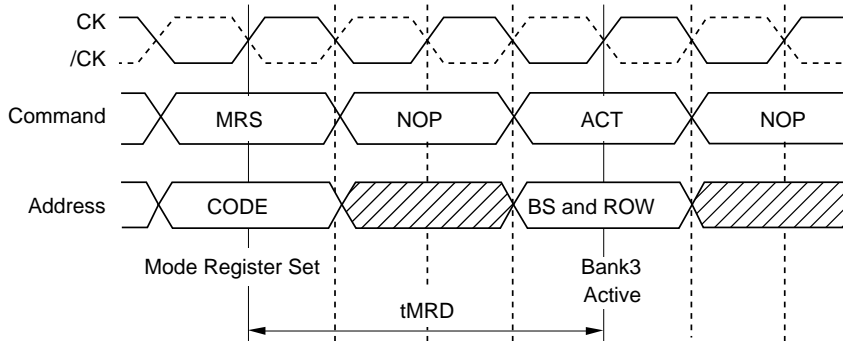 CK
/CK
Command MRS NOP ACT NOP
Address CODE BS and ROW
Mode Register Set Bank3
Active
tMRD